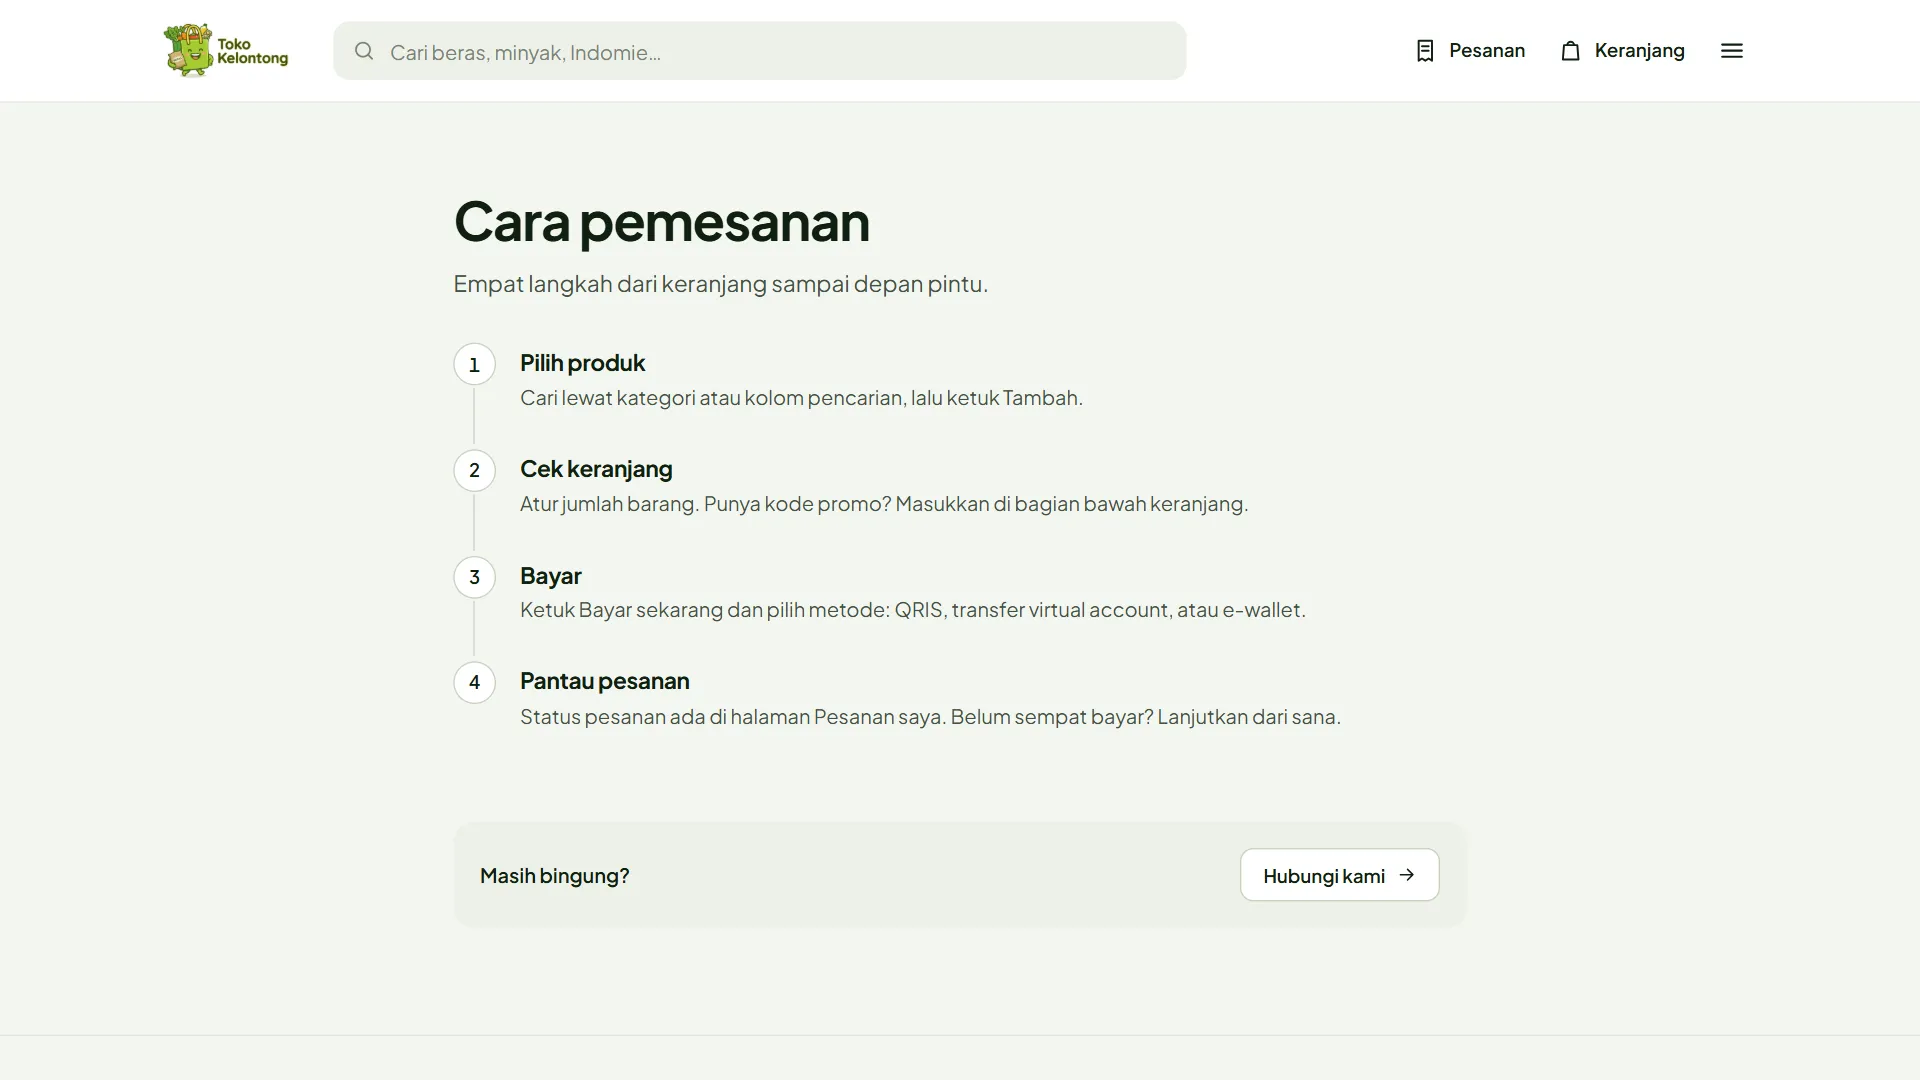 Toko
Kelontong
Cari beras, minyak, Indomie...
Pesanan
Keranjang
Cara pemesanan
Empat langkah dari keranjang sampai depan pintu.
1
Pilih produk
Cari lewat kategori atau kolom pencarian, lalu ketuk Tambah.
2
Cek keranjang
Atur jumlah barang. Punya kode promo? Masukkan di bagian bawah keranjang.
3
Bayar
Ketuk Bayar sekarang dan pilih metode: QRIS, transfer virtual account, atau e-wallet.
4
Pantau pesanan
Status pesanan ada di halaman Pesanan saya. Belum sempat bayar? Lanjutkan dari sana.
Masih bingung?
Hubungi kami →